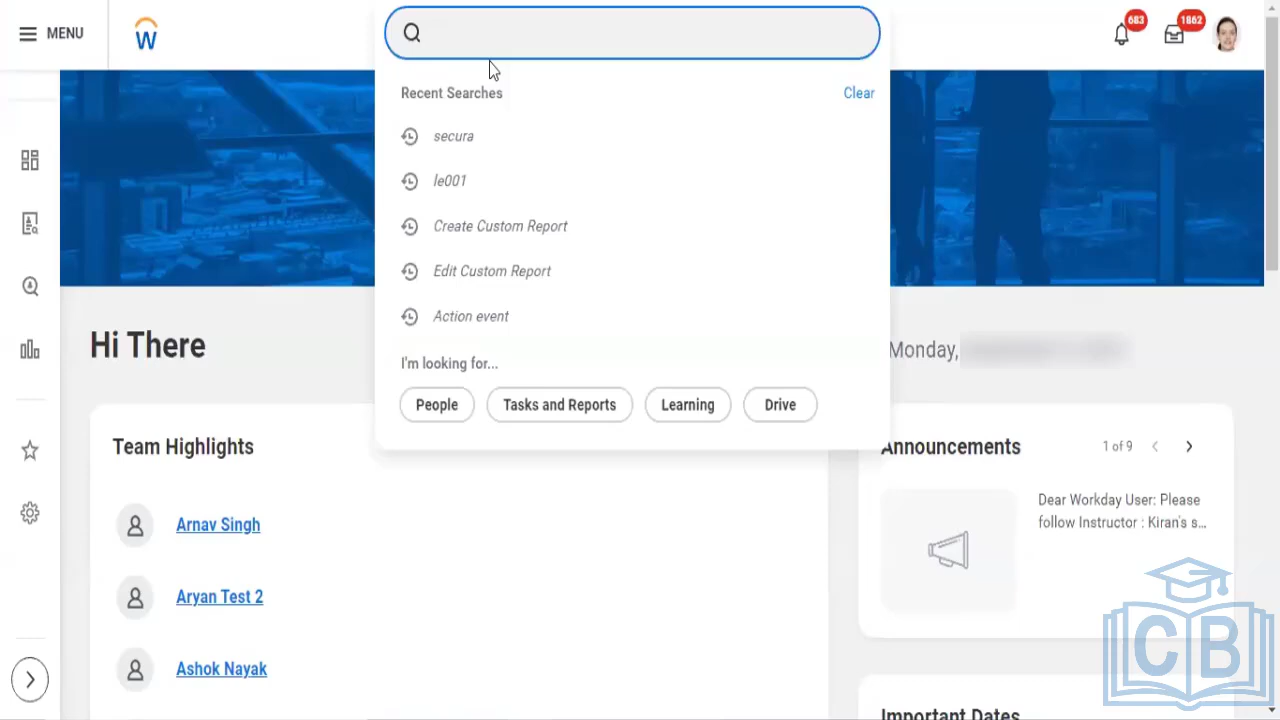 MENU
W
683
1862
Recent Searches
Clear
secura
le001
Create Custom Report
Edit Custom Report
Action event
I'm looking for...
People
Tasks and Reports
Learning
Drive
Hi There
Monday,
Team Highlights
Arnav Singh
Aryan Test 2
Ashok Nayak
Announcements
1 of 9
Dear Workday User: Please
follow Instructor : Kiran's s...
Important Dates
CB